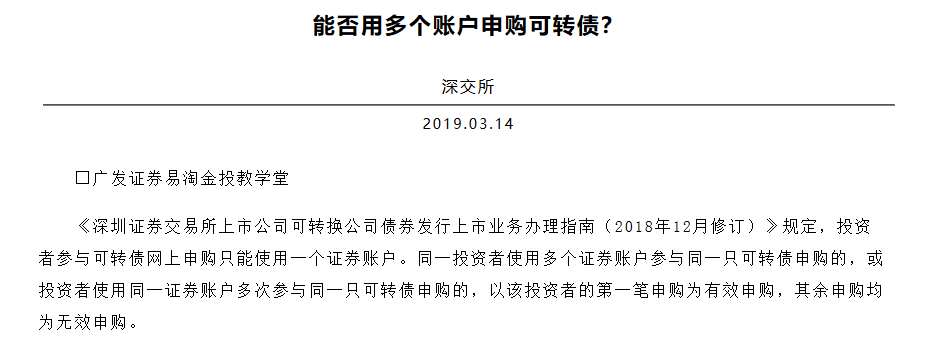 能否用多个账户申购可转债？
深交所
2019.03.14
□广发证券易淘金投教学堂
《深圳证券交易所上市公司可转换公司债券发行上市业务办理指南（2018年12月修订）》规定，投资
者参与可转债网上申购只能使用一个证券账户。同一投资者使用多个证券账户参与同一只可转债申购的，或
投资者使用同一证券账户多次参与同一只可转债申购的，以该投资者的第一笔申购为有效申购，其余申购均
为无效申购。